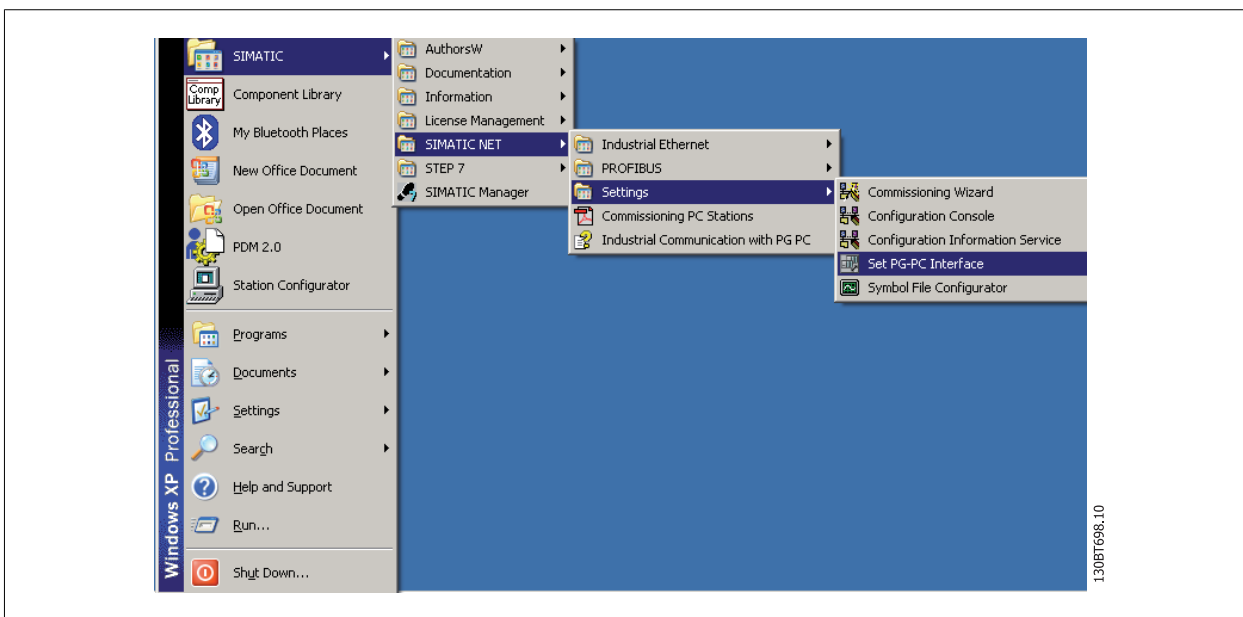 SIMATIC
Comp
Library
Component Library
My Bluetooth Places
New Office Document
Open Office Document
PDM 2.0
Station Configurator
Programs
Documents
Settings
Search
Help and Support
Run...
Shut Down...
Windows XP Professional
AuthorsW
Documentation
Information
License Management
SIMATIC NET
STEP 7
SIMATIC Manager
Industrial Ethernet
PROFIBUS
Settings
Commissioning PC Stations
Industrial Communication with PG PC
Commissioning Wizard
Configuration Console
Configuration Information Service
Set PG-PC Interface
Symbol File Configurator
130BT698.10